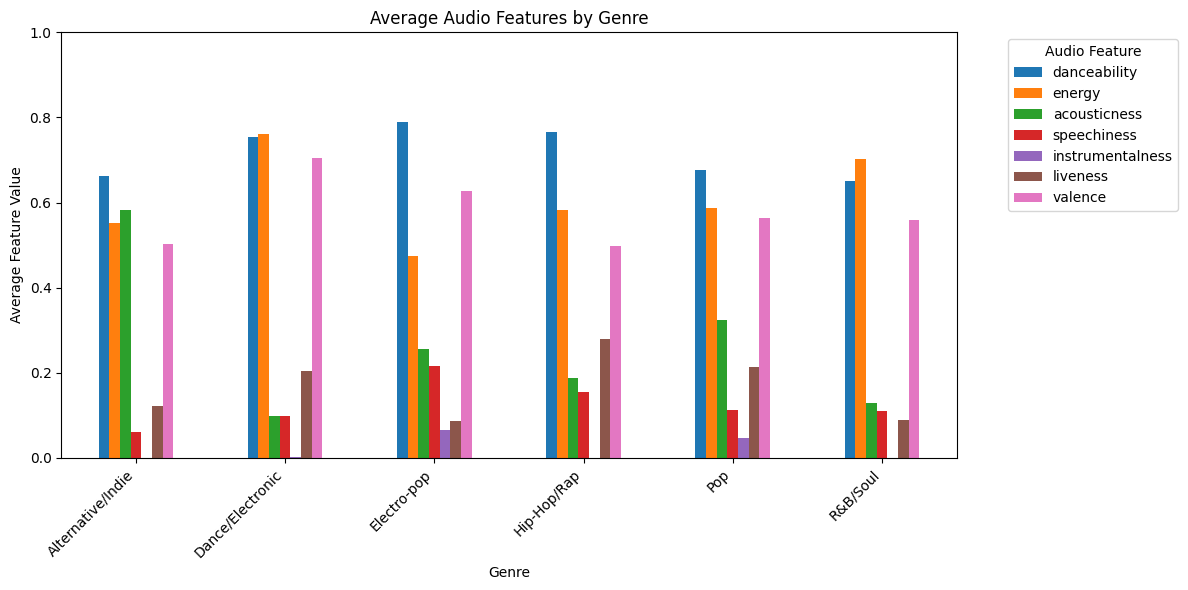 Average Audio Features by Genre
Average Feature Value
1.0
0.8
0.6
0.4
0.2
0.0
Alternative/Indie
Dance/Electronic
Electro-pop
Hip-Hop/Rap
Pop
R&B/Soul
Genre
Audio Feature
danceability
energy
acousticness
speechiness
instrumentalness
liveness
valence